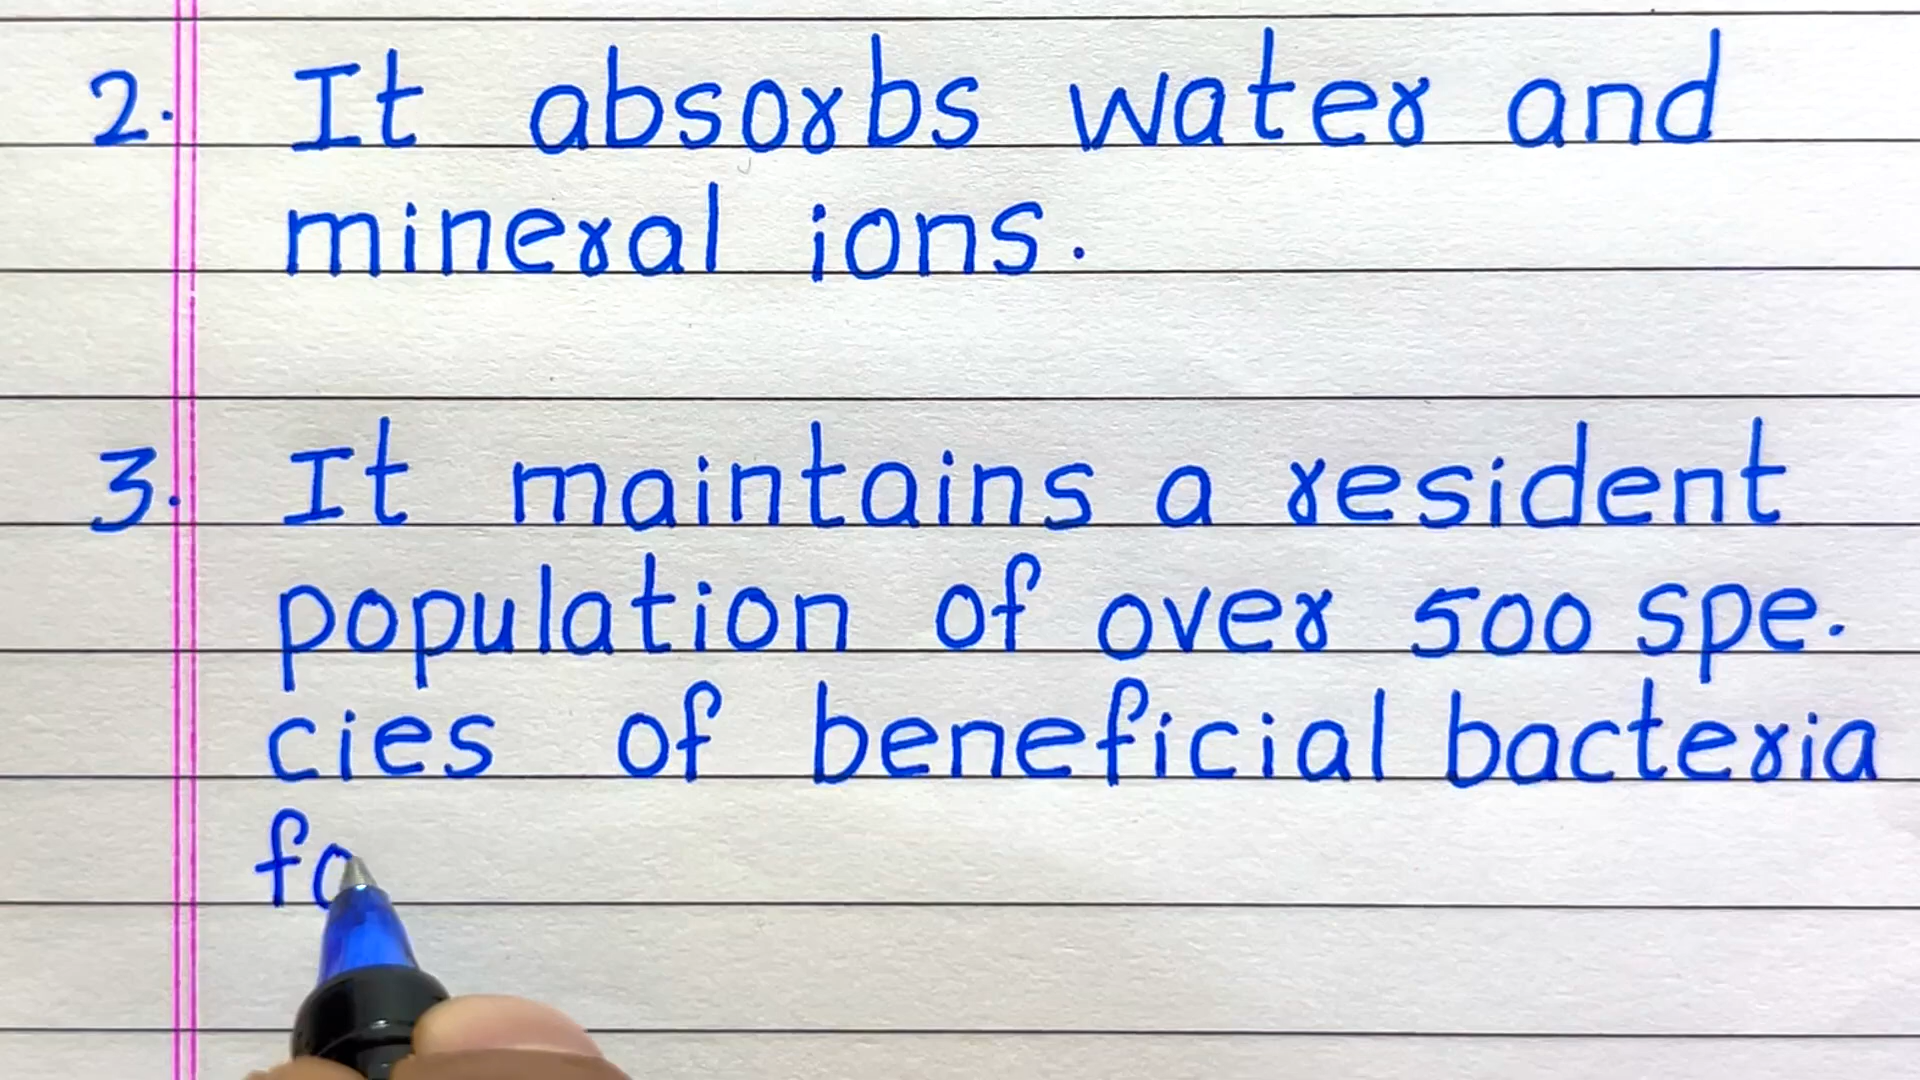 2. It absorbs water and
mineral ions.
3. It maintains a resident
population of over 500 spe.
cies of beneficial bacteria
fo